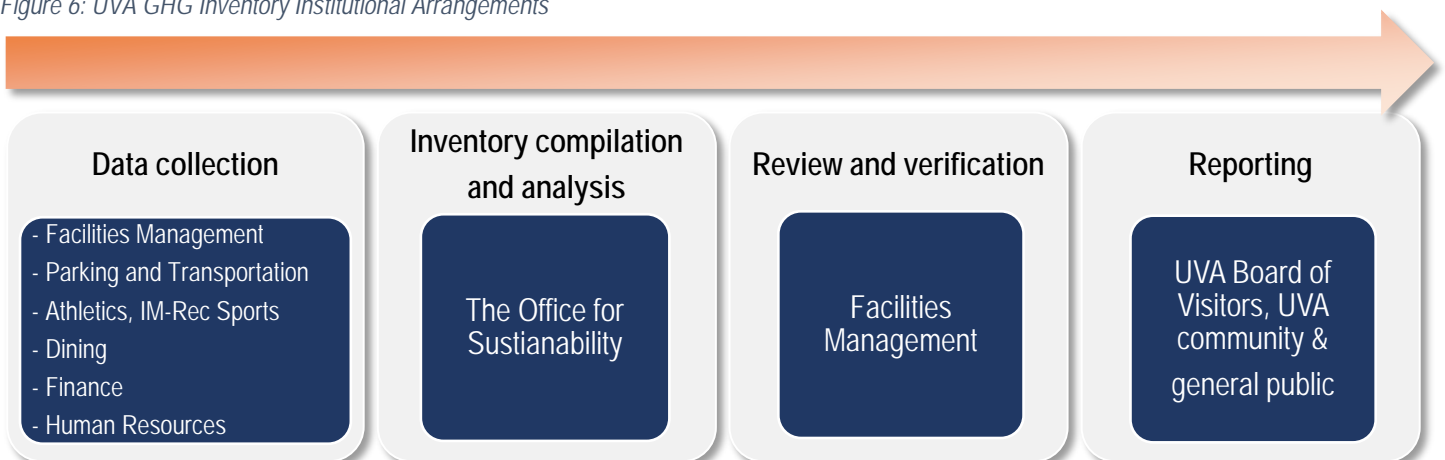 Figure 6: UVA GHG Inventory Institutional Arrangements
Data collection
- Facilities Management
- Parking and Transportation
- Athletics, IM-Rec Sports
- Dining
- Finance
- Human Resources
Inventory compilation
and analysis
The Office for
Sustianability
Review and verification
Facilities
Management
Reporting
UVA Board of
Visitors, UVA
community &
general public